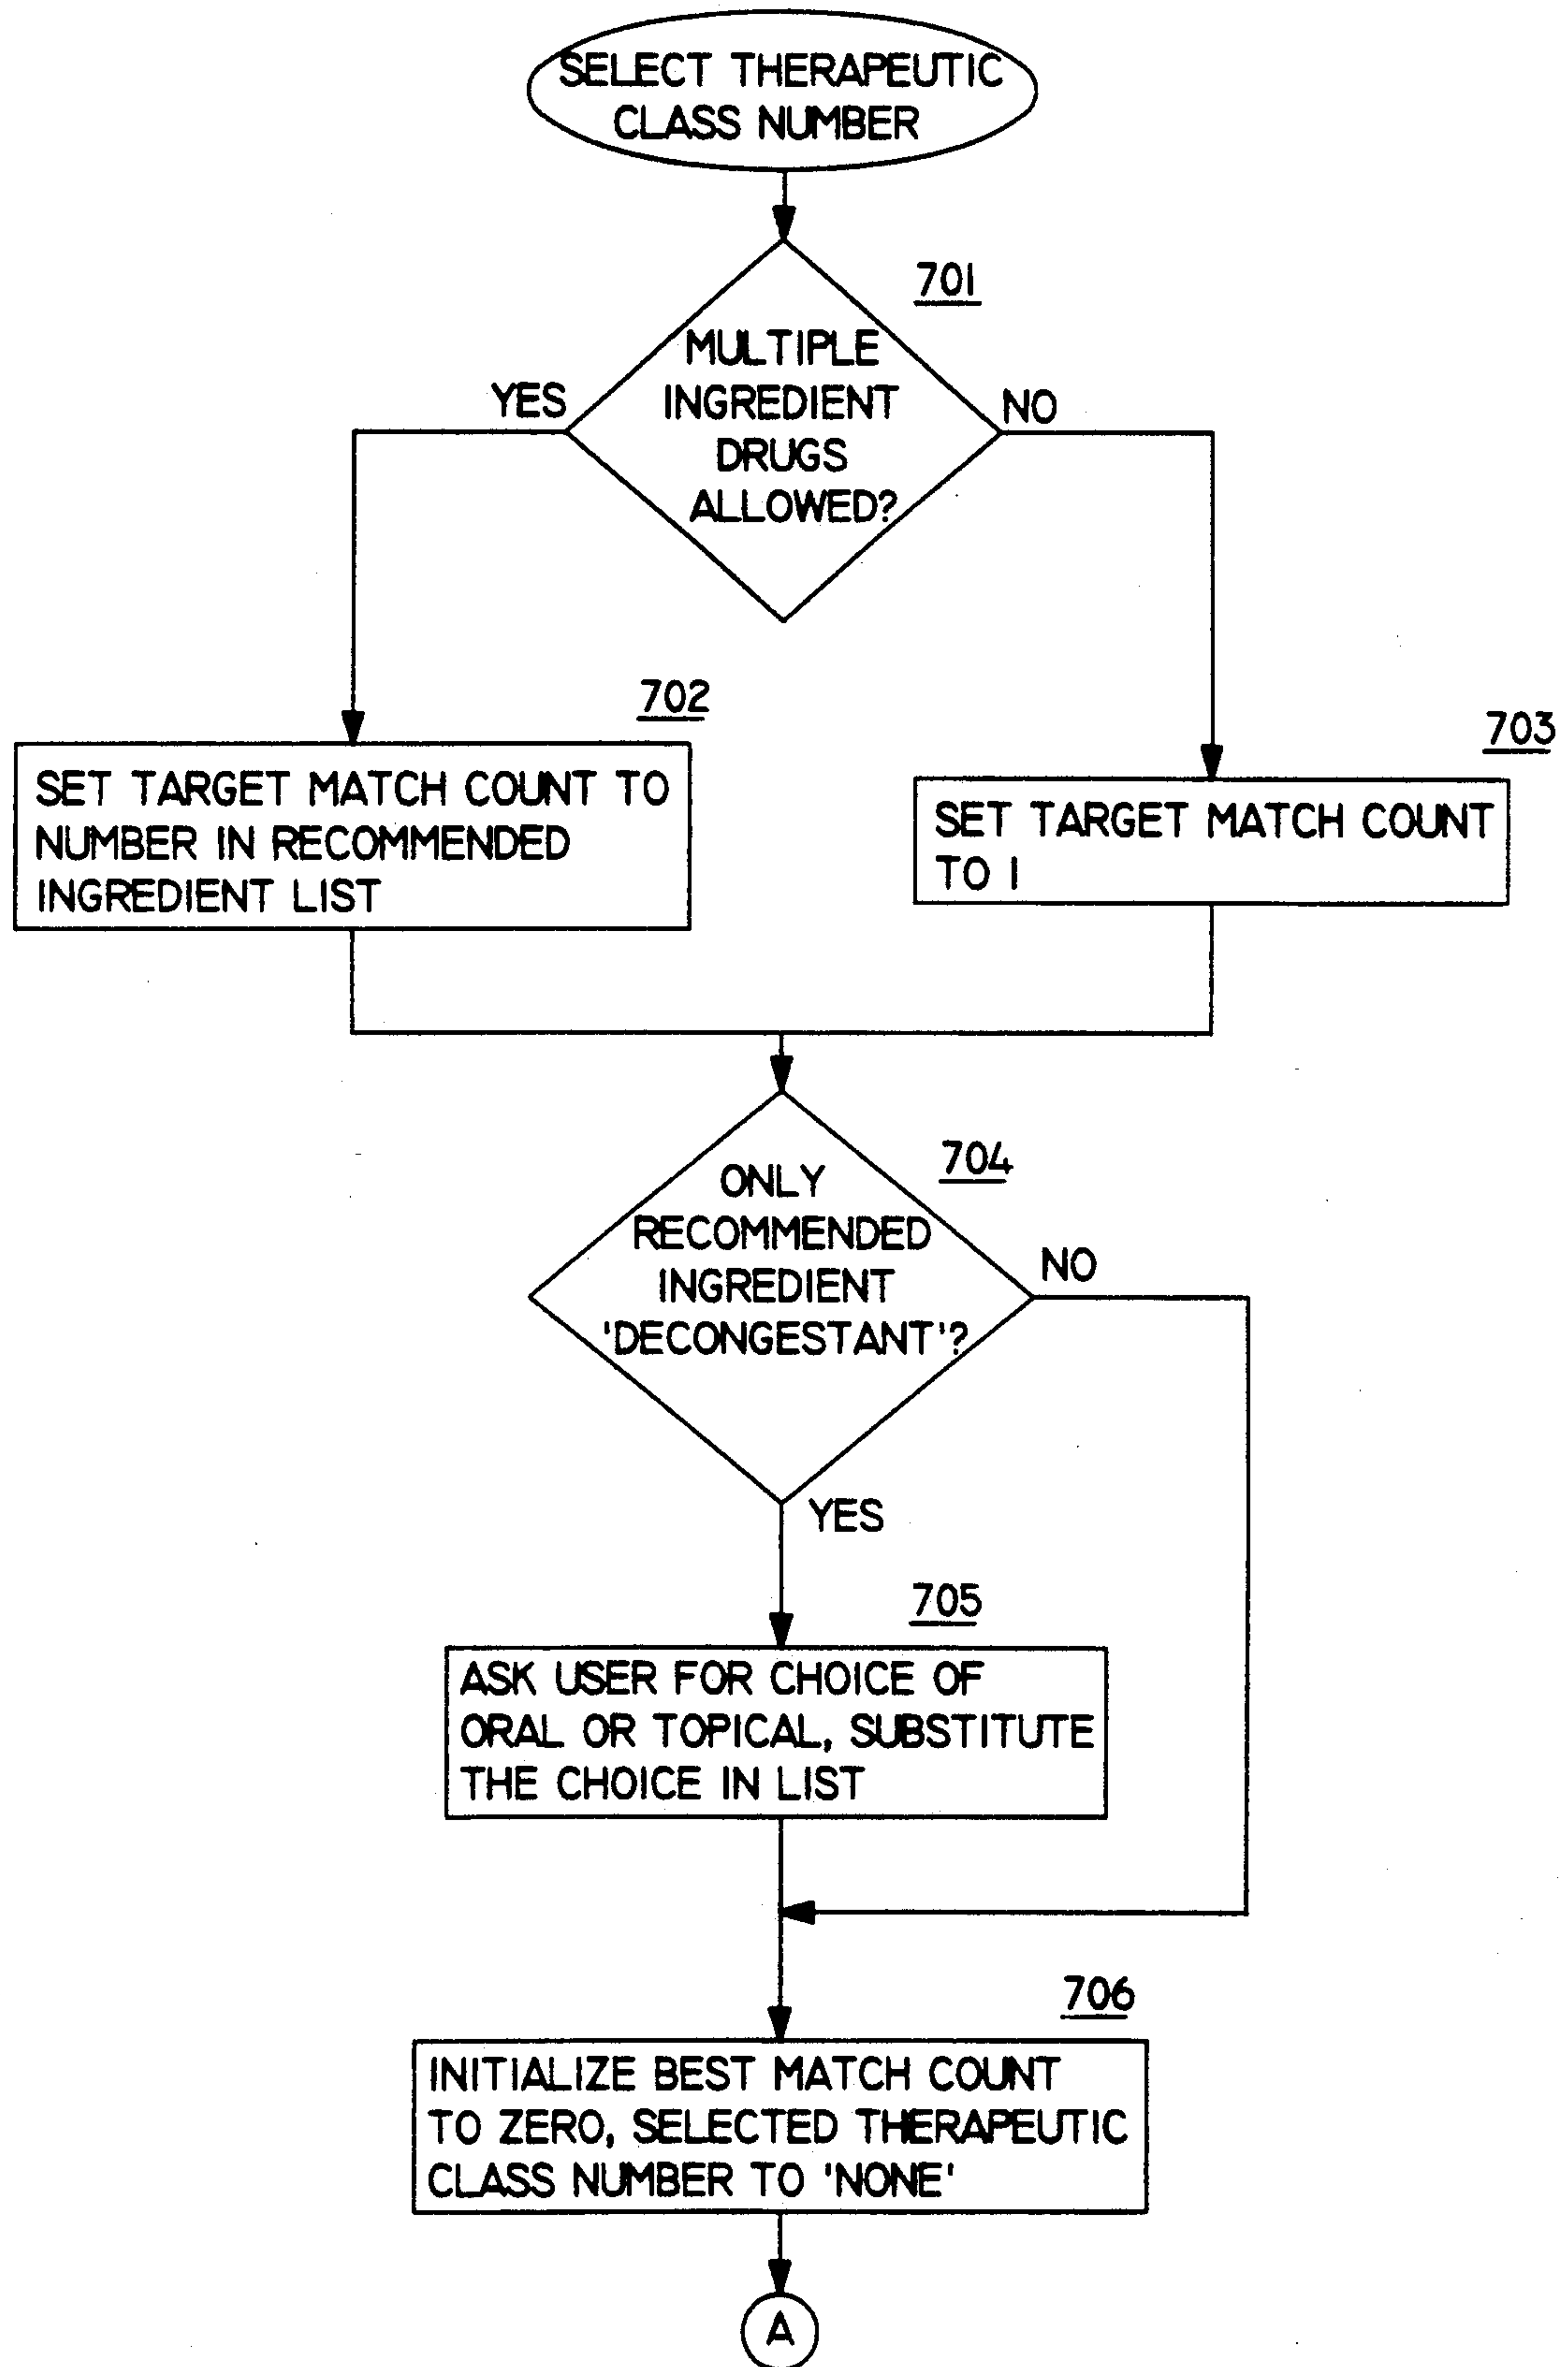 SELECT THERAPEUTIC
CLASS NUMBER
701
MULTIPLE
INGREDIENT
DRUGS
ALLOWED?
YES
NO
702
703
SET TARGET MATCH COUNT TO
NUMBER IN RECOMMENDED
INGREDIENT LIST
SET TARGET MATCH COUNT
TO 1
704
ONLY
RECOMMENDED
INGREDIENT
'DECONGESTANT'?
NO
YES
705
ASK USER FOR CHOICE OF
ORAL OR TOPICAL, SUBSTITUTE
THE CHOICE IN LIST
706
INITIALIZE BEST MATCH COUNT
TO ZERO, SELECTED THERAPEUTIC
CLASS NUMBER TO 'NONE'
A